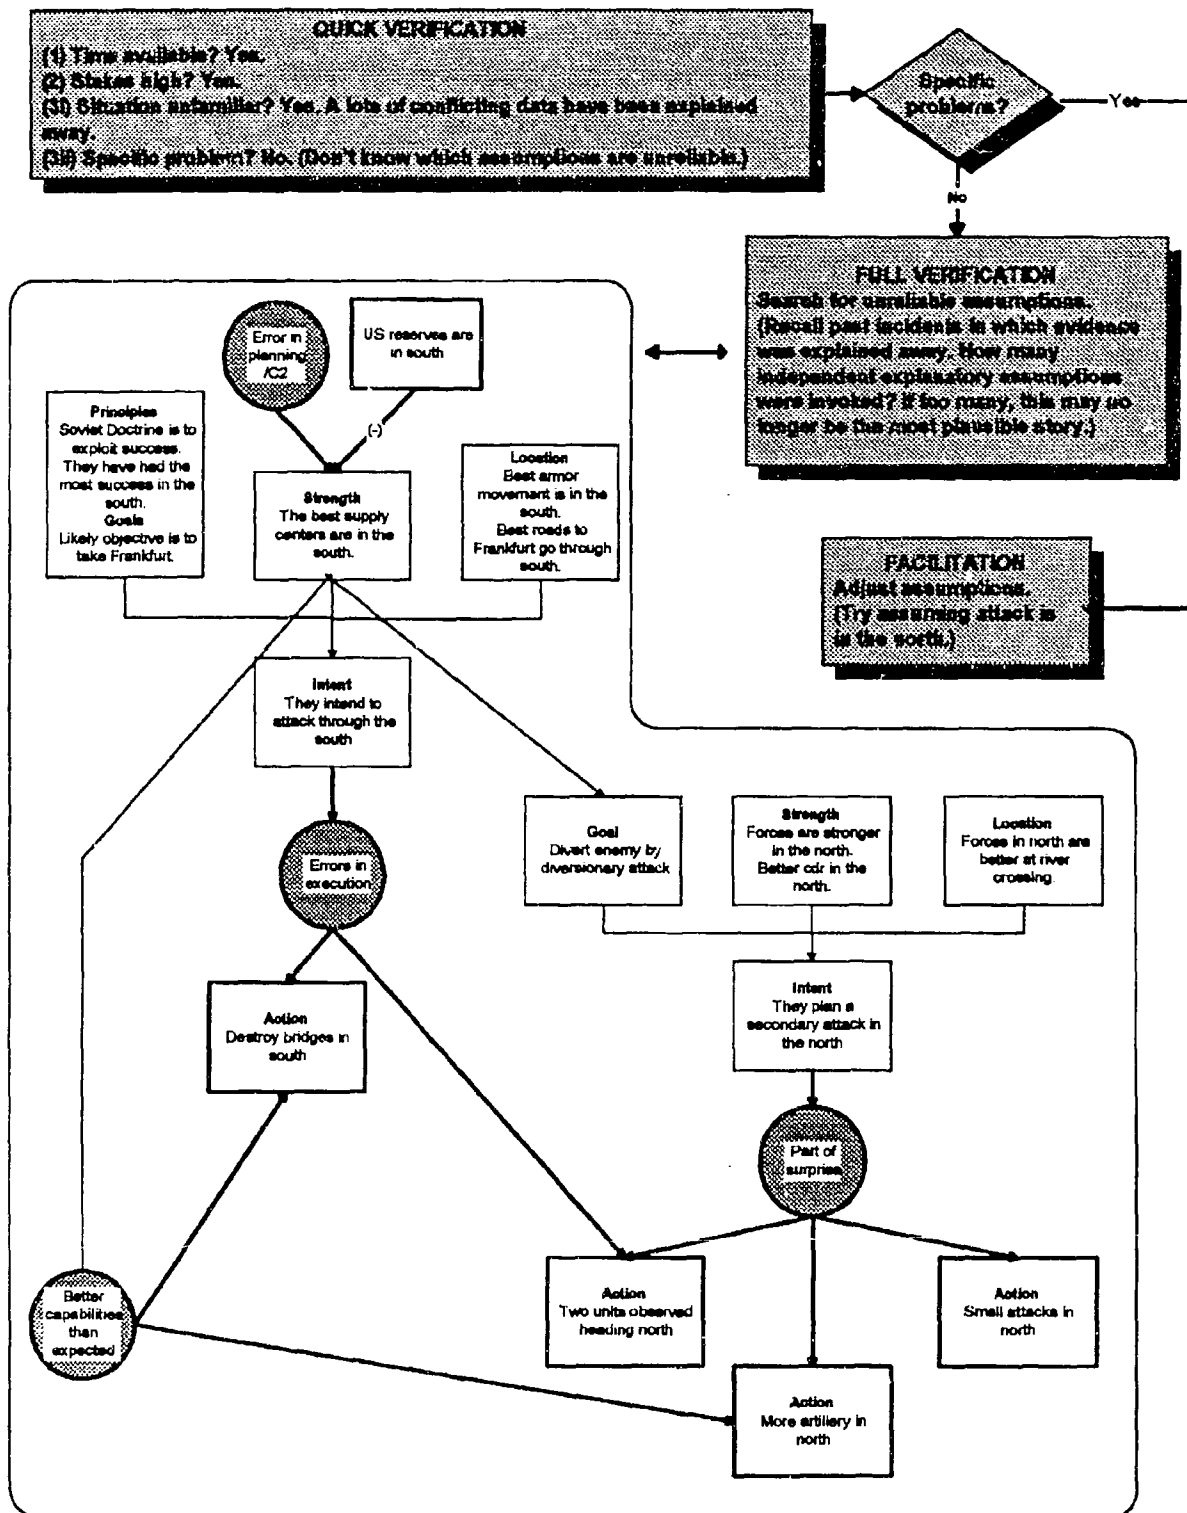 QUICK VERIFICATION
(1) Time available? Yes.
(2) Stakes high? Yes.
(3i) Situation unfamiliar? Yes. A lots of conflicting data have been explained
away.
(3ii) Specific problem? No. (Don't know which assumptions are unreliable.)
Specific
problems?
Yes
No
FULL VERIFICATION
Search for unreliable assumptions.
(Recall past incidents in which evidence
was explained away. How many
independent explanatory assumptions
were invoked? If too many, this may no
longer be the most plausible story.)
FACILITATION
Adjust assumptions.
(Try assuming attack is
in the north.)
Error in
planning
/C2
US reserves are
in south
(-)
Principles
Soviet Doctrine is to
exploit success.
They have had the
most success in the
south.
Goals
Likely objective is to
take Frankfurt.
Strength
The best supply
centers are in the
south.
Location
Best armor
movement is in the
south.
Best roads to
Frankfurt go through
south.
Intent
They intend to
attack through the
south
Errors in
execution
Goal
Divert enemy by
diversionary attack
Strength
Forces are stronger
in the north.
Better cdr in the
north.
Location
Forces in north are
better at river
crossing.
Action
Destroy bridges in
south
Intent
They plan a
secondary attack in
the north
Part of
surprise
Better
capabilities
than
expected
Action
Two units observed
heading north
Action
Small attacks in
north
Action
More artillery in
north